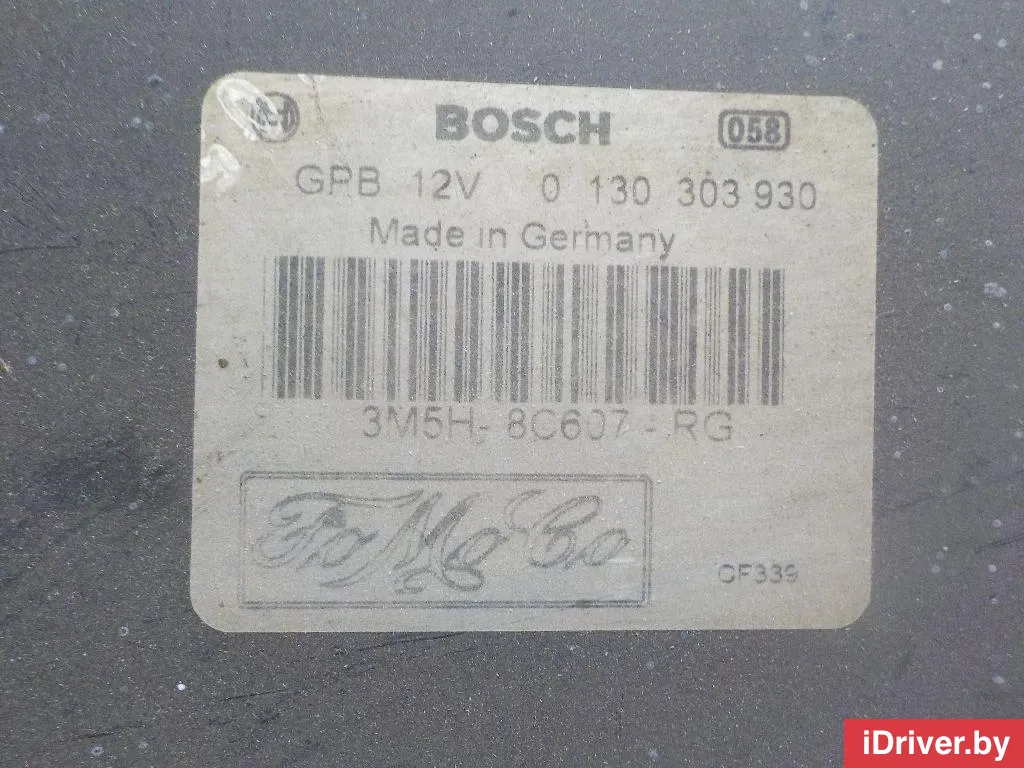 BOSCH 058
GPB 12V 0 130 303 930
Made in Germany
3M5H-8C607-RG
FoMoCo
CF339
iDriver.by